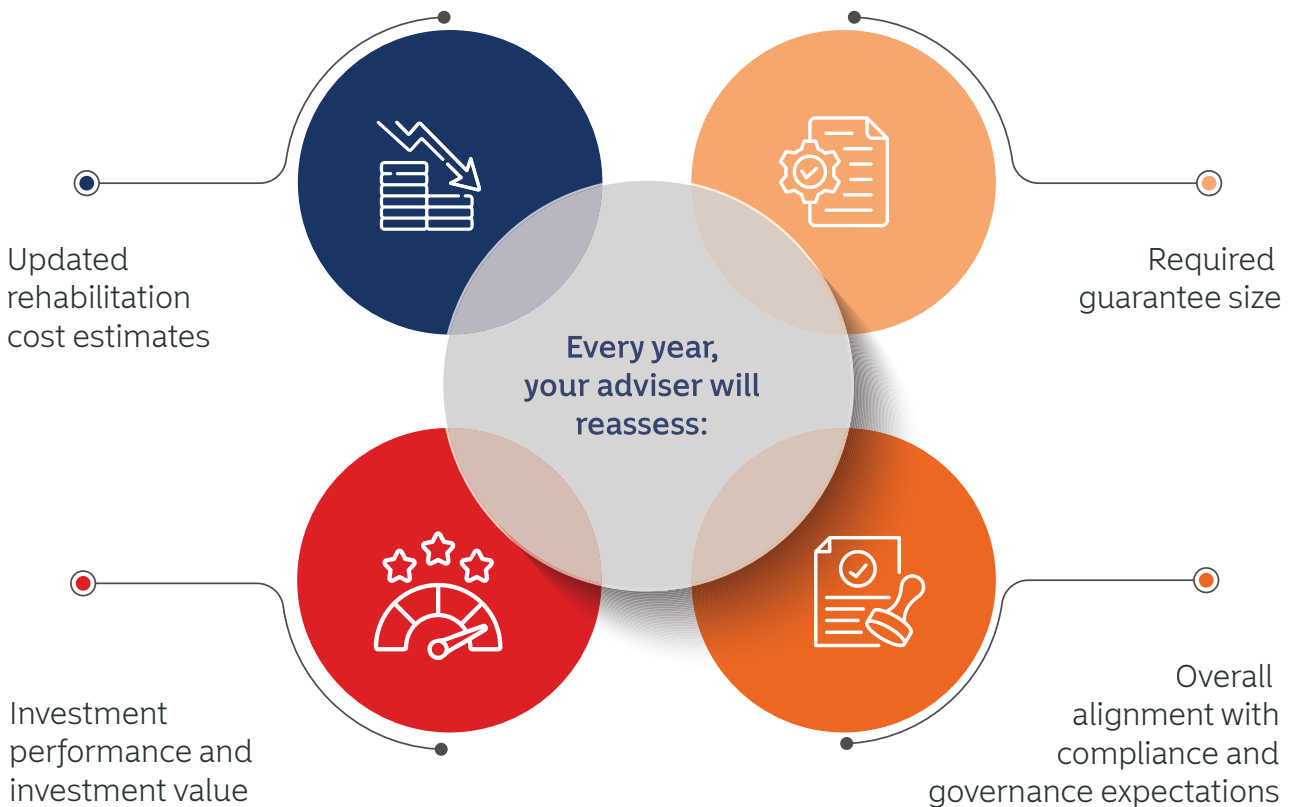 Every year,
your adviser will
reassess:
Updated
rehabilitation
cost estimates
Required
guarantee size
Investment
performance and
investment value
Overall
alignment with
compliance and
governance expectations